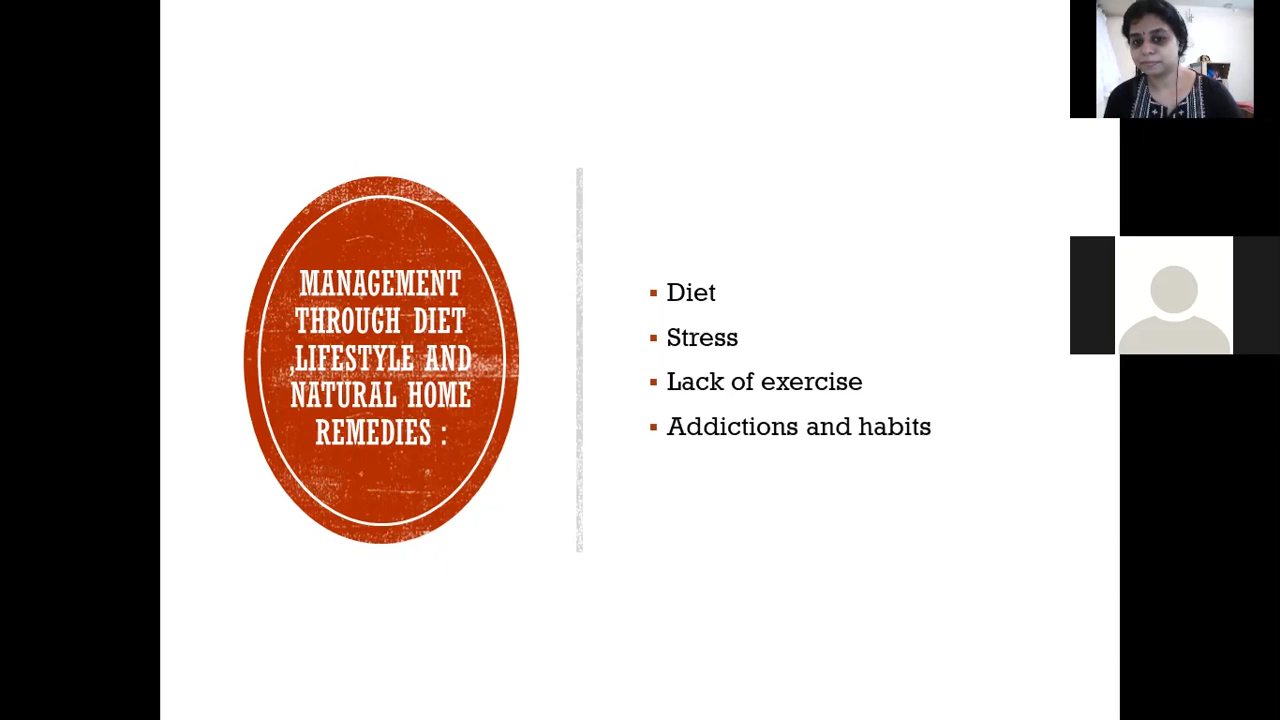 MANAGEMENT
THROUGH DIET
,LIFESTYLE AND
NATURAL HOME
REMEDIES :
▪ Diet
▪ Stress
▪ Lack of exercise
▪ Addictions and habits